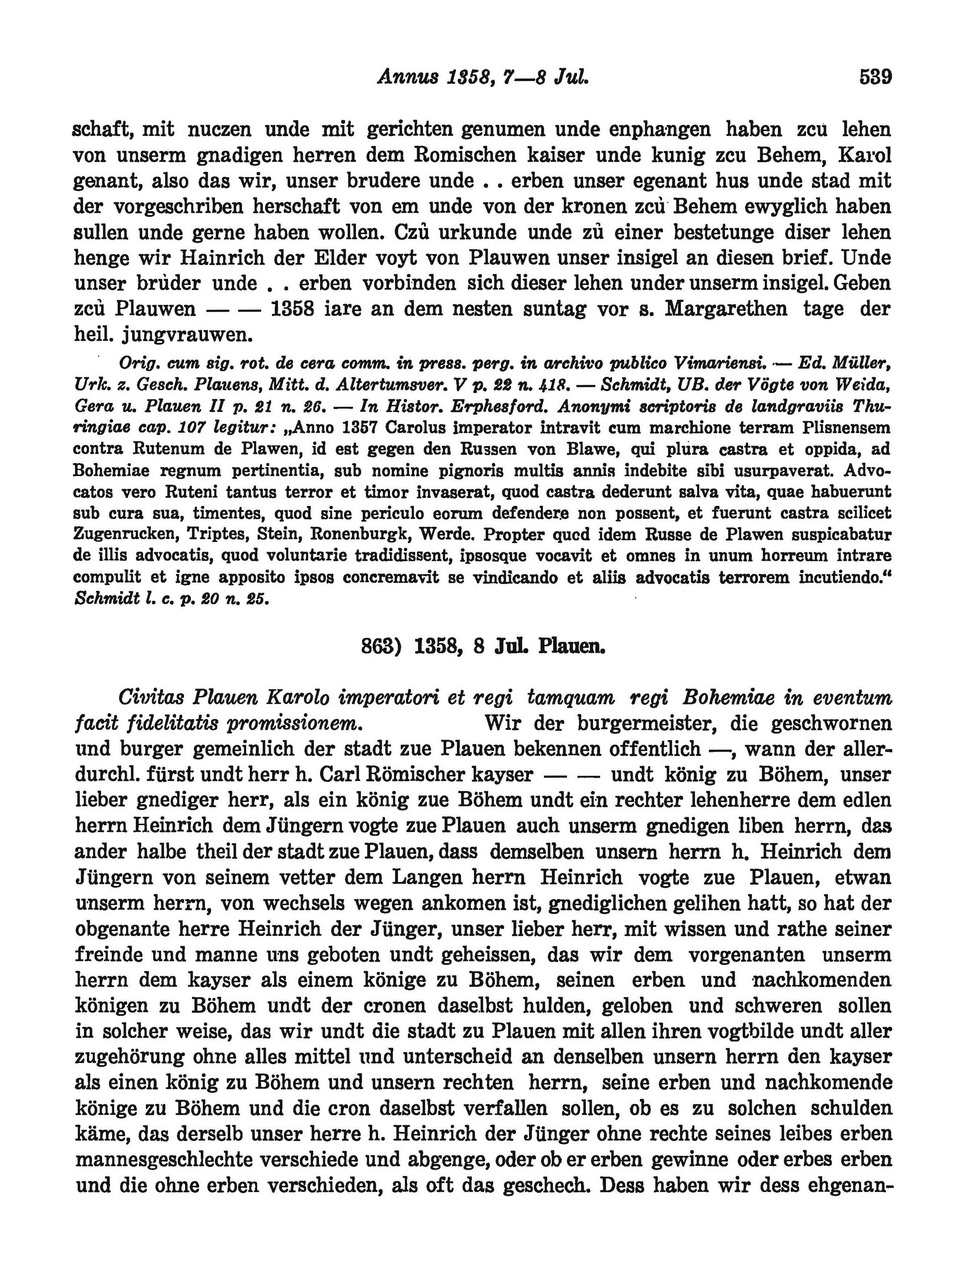 Annus 1358, 7—8 Jul. 539
schaft, mit nuczen unde mit gerichten genumen unde enphangen haben zcu lehen
von unserm gnadigen herren dem Romischen kaiser unde kunig zcu Behem, Karol
genant, also das wir, unser brudere unde . . erben unser egenant hus unde stad mit
der vorgeschriben herschaft von em unde von der kronen zců Behem ewyglich haben
sullen unde gerne haben wollen. Czů urkunde unde zů einer bestetunge diser lehen
henge wir Hainrich der Elder voyt von Plauwen unser insigel an diesen brief. Unde
unser brůder unde . . erben vorbinden sich dieser lehen under unserm insigel. Geben
zců Plauwen — — 1358 iare an dem nesten suntag vor s. Margarethen tage der
heil. jungvrauwen.
Orig. cum sig. rot. de cera comm. in press. perg. in archivo publico Vimariensi. — Ed. Müller,
Urk. z. Gesch. Plauens, Mitt. d. Altertumsver. V p. 22 n. 418. — Schmidt, UB. der Vögte von Weida,
Gera u. Plauen II p. 21 n. 26. — In Histor. Erphesford. Anonymi scriptoris de landgraviis Thu-
ringiae cap. 107 legitur: „Anno 1357 Carolus imperator intravit cum marchione terram Plisnensem
contra Rutenum de Plawen, id est gegen den Russen von Blawe, qui plura castra et oppida, ad
Bohemiae regnum pertinentia, sub nomine pignoris multis annis indebite sibi usurpaverat. Advo-
catos vero Ruteni tantus terror et timor invaserat, quod castra dederunt salva vita, quae habuerunt
sub cura sua, timentes, quod sine periculo eorum defendere non possent, et fuerunt castra scilicet
Zugenrucken, Triptes, Stein, Ronenburgk, Werde. Propter quod idem Russe de Plawen suspicabatur
de illis advocatis, quod voluntarie tradidissent, ipsosque vocavit et omnes in unum horreum intrare
compulit et igne apposito ipsos concremavit se vindicando et aliis advocatis terrorem incutiendo.“
Schmidt l. c. p. 20 n. 25.
863) 1358, 8 Jul. Plauen.
Civitas Plauen Karolo imperatori et regi tamquam regi Bohemiae in eventum
facit fidelitatis promissionem. Wir der burgermeister, die geschwornen
und burger gemeinlich der stadt zue Plauen bekennen offentlich —, wann der aller-
durchl. fürst undt herr h. Carl Römischer kayser — — undt könig zu Böhem, unser
lieber gnediger herr, als ein könig zue Böhem undt ein rechter lehenherre dem edlen
herrn Heinrich dem Jüngern vogte zue Plauen auch unserm gnedigen liben herrn, das
ander halbe theil der stadt zue Plauen, dass demselben unsern herrn h. Heinrich dem
Jüngern von seinem vetter dem Langen herrn Heinrich vogte zue Plauen, etwan
unserm herrn, von wechsels wegen ankomen ist, gnediglichen gelihen hatt, so hat der
obgenante herre Heinrich der Jünger, unser lieber herr, mit wissen und rathe seiner
freinde und manne uns geboten undt geheissen, das wir dem vorgenanten unserm
herrn dem kayser als einem könige zu Böhem, seinen erben und nachkomenden
königen zu Böhem undt der cronen daselbst hulden, geloben und schweren sollen
in solcher weise, das wir undt die stadt zu Plauen mit allen ihren vogtbilde undt aller
zugehörung ohne alles mittel und unterscheid an denselben unsern herrn den kayser
als einen könig zu Böhem und unsern rechten herrn, seine erben und nachkomende
könige zu Böhem und die cron daselbst verfallen sollen, ob es zu solchen schulden
käme, das derselb unser herre h. Heinrich der Jünger ohne rechte seines leibes erben
mannesgeschlechte verschiede und abgenge, oder ob er erben gewinne oder erbes erben
und die ohne erben verschieden, als oft das geschech. Dess haben wir dess ehgenan-